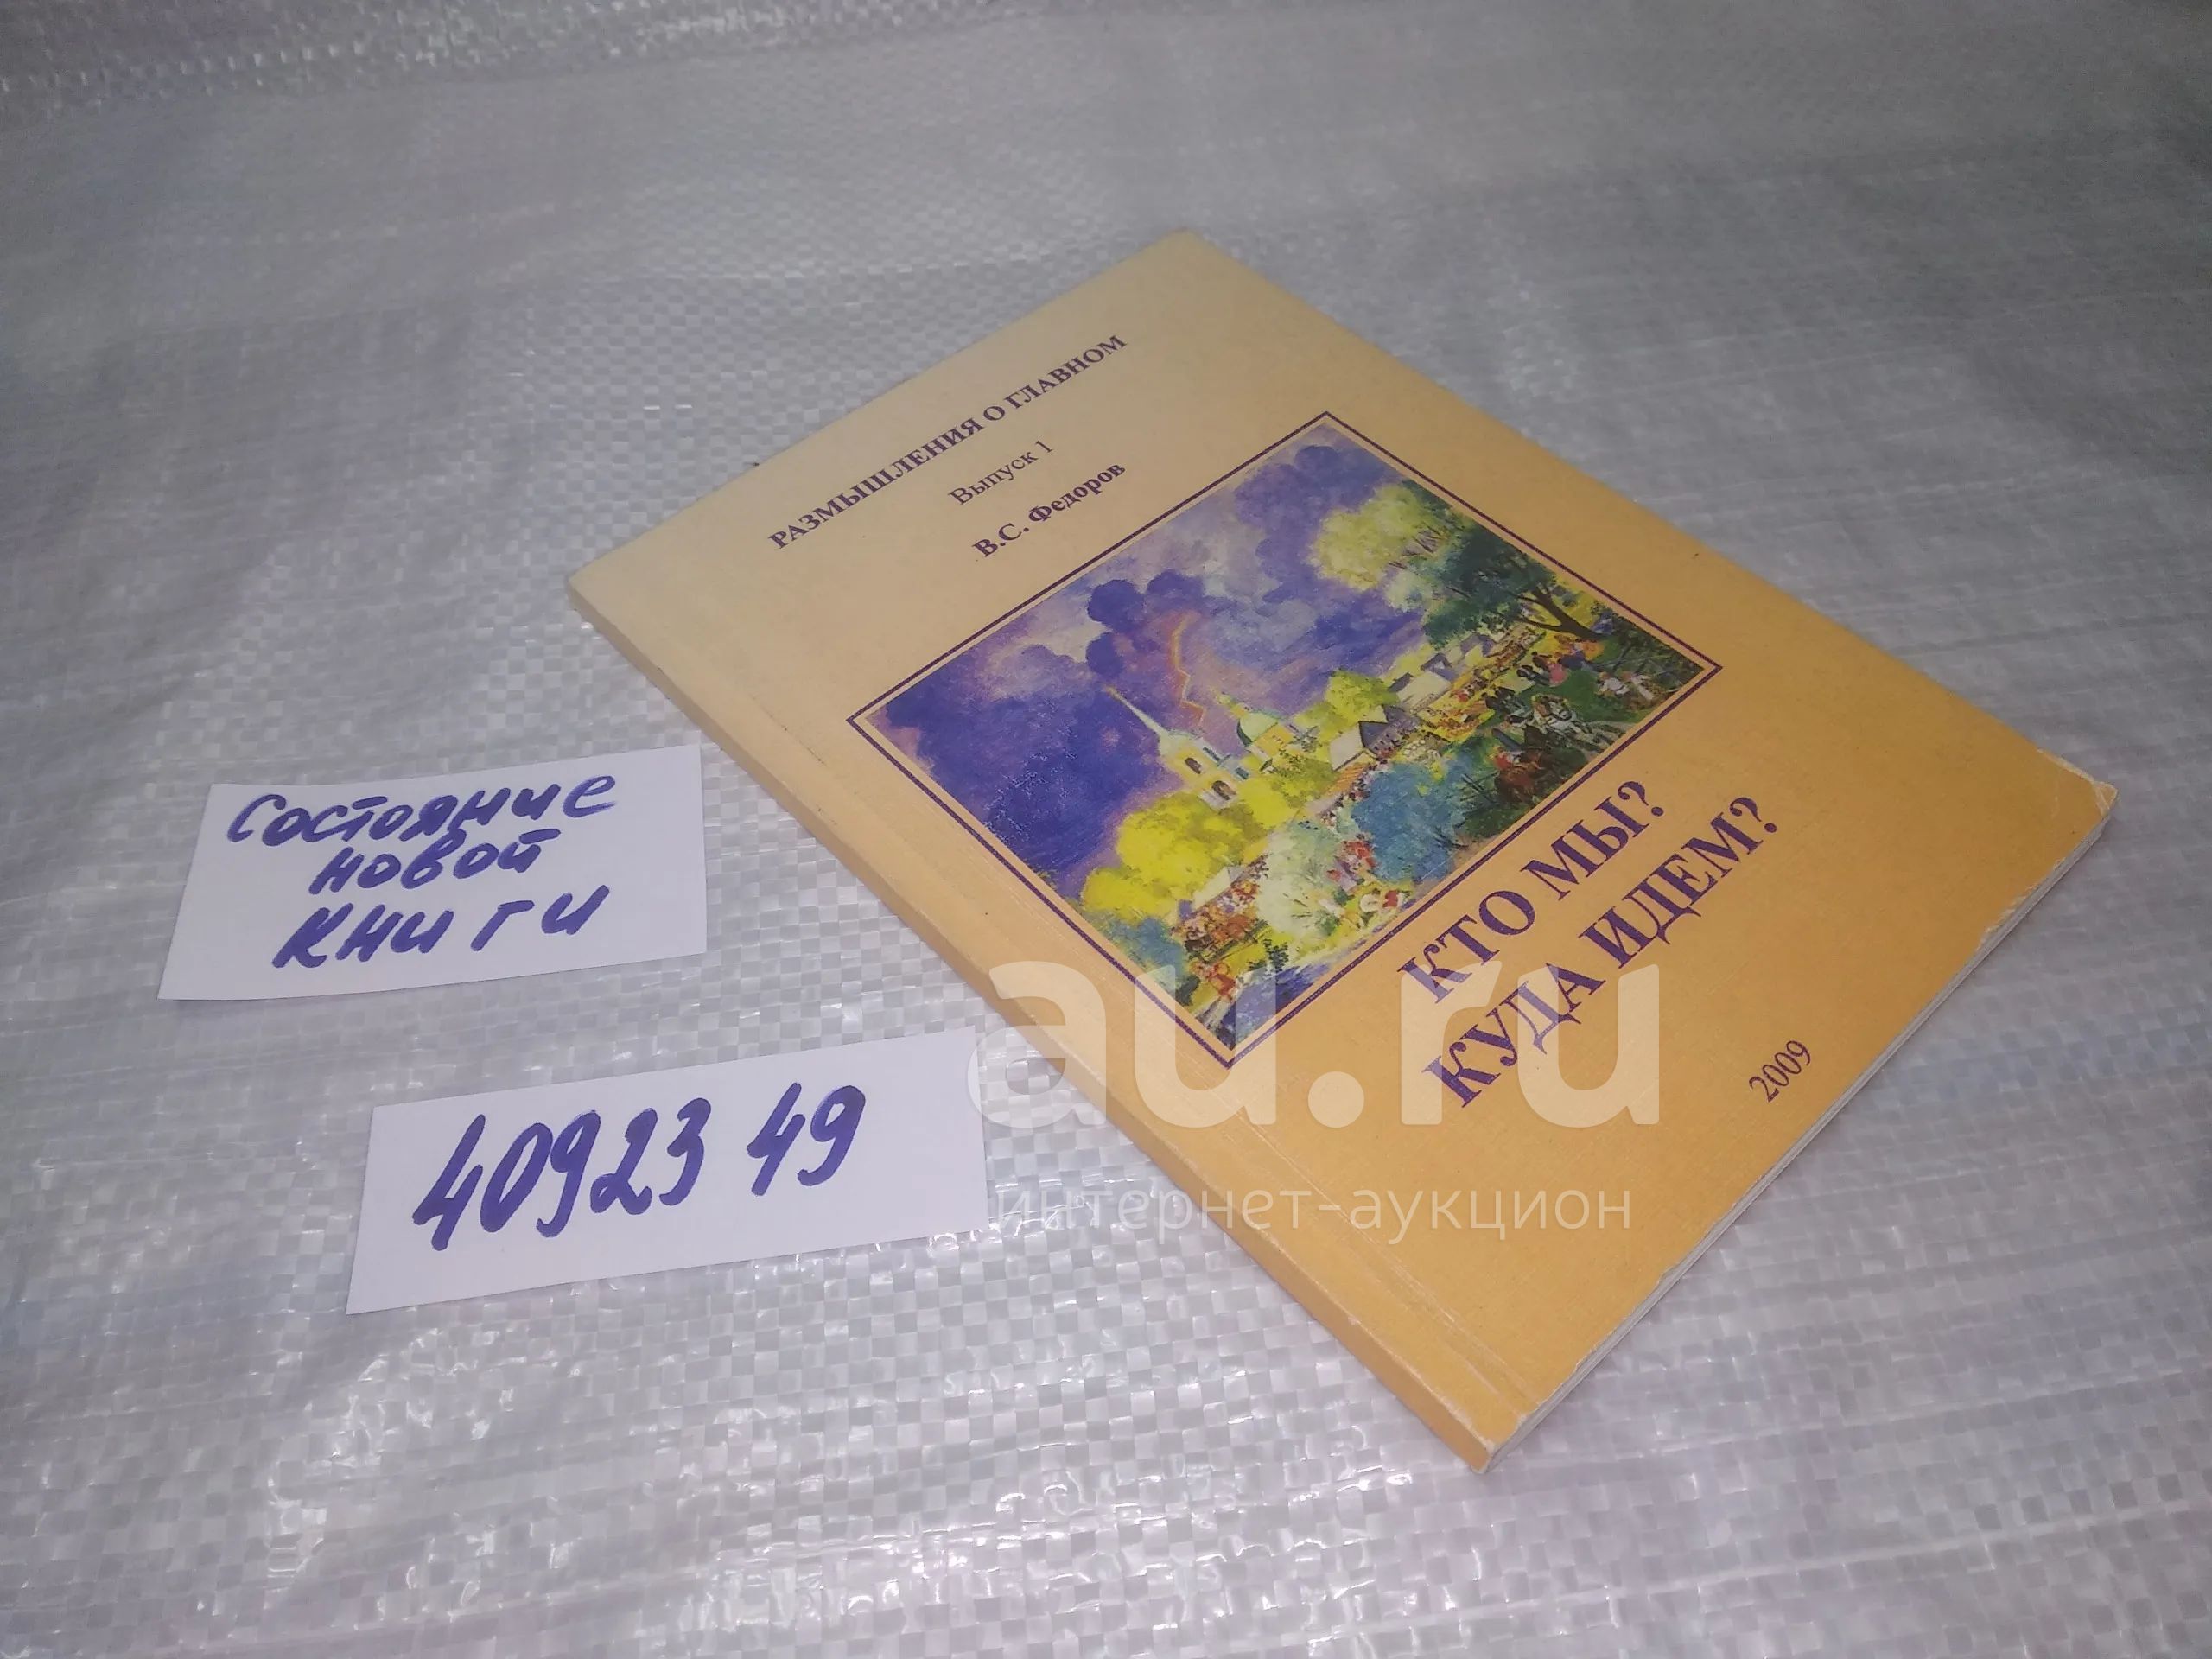 РАЗМЫШЛЕНИЯ О ГЛАВНОМ
Выпуск 1
В.С. Федоров
КТО МЫ?
КУДА ИДЕМ?
2009
Состояние
новой
книги
4092349
au.ru
интернет-аукцион